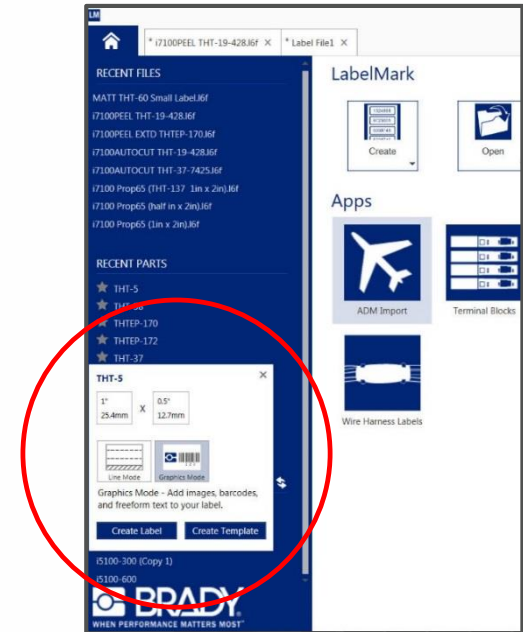 LM
* i7100PEEL THT-19-428.l6f X
* Label File1 X
RECENT FILES
MATT THT-60 Small Label.l6f
i7100PEEL THT-19-428.l6f
i7100PEEL EXTD THTEP-170.l6f
i7100AUTOCUT THT-19-428.l6f
i7100AUTOCUT THT-37-7425.l6f
i7100 Prop65 (THT-137 1in x 2in).l6f
i7100 Prop65 (half in x 2in).l6f
i7100 Prop65 (1in x 2in).l6f
RECENT PARTS
THT-5
THTEP-170
THTEP-172
THT-37
THT-5
1"
25.4mm
X
0.5"
12.7mm
Line Mode
Graphics Mode
Graphics Mode - Add images, barcodes,
and freeform text to your label.
Create Label
Create Template
i5100-300 (Copy 1)
i5100-600
BRADY
WHEN PERFORMANCE MATTERS MOST™
LabelMark
Create
Open
Apps
ADM Import
Terminal Blocks
Wire Harness Labels